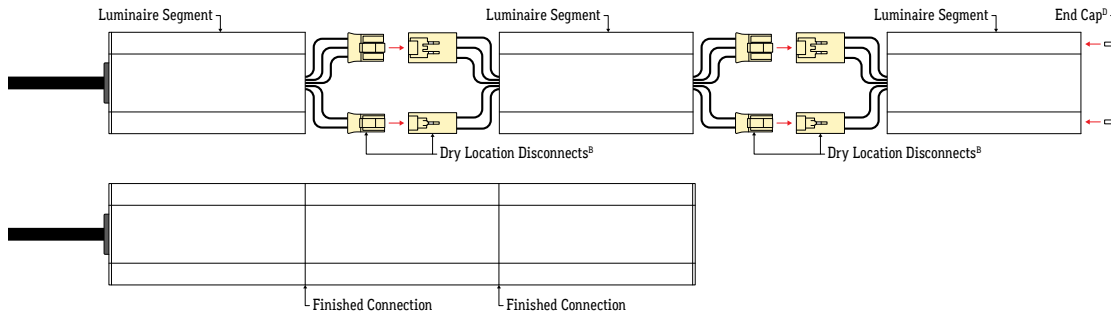 Luminaire Segment
Luminaire Segment
Luminaire Segment
End Capᴰ
Dry Location Disconnectsᴮ
Dry Location Disconnectsᴮ
Finished Connection
Finished Connection